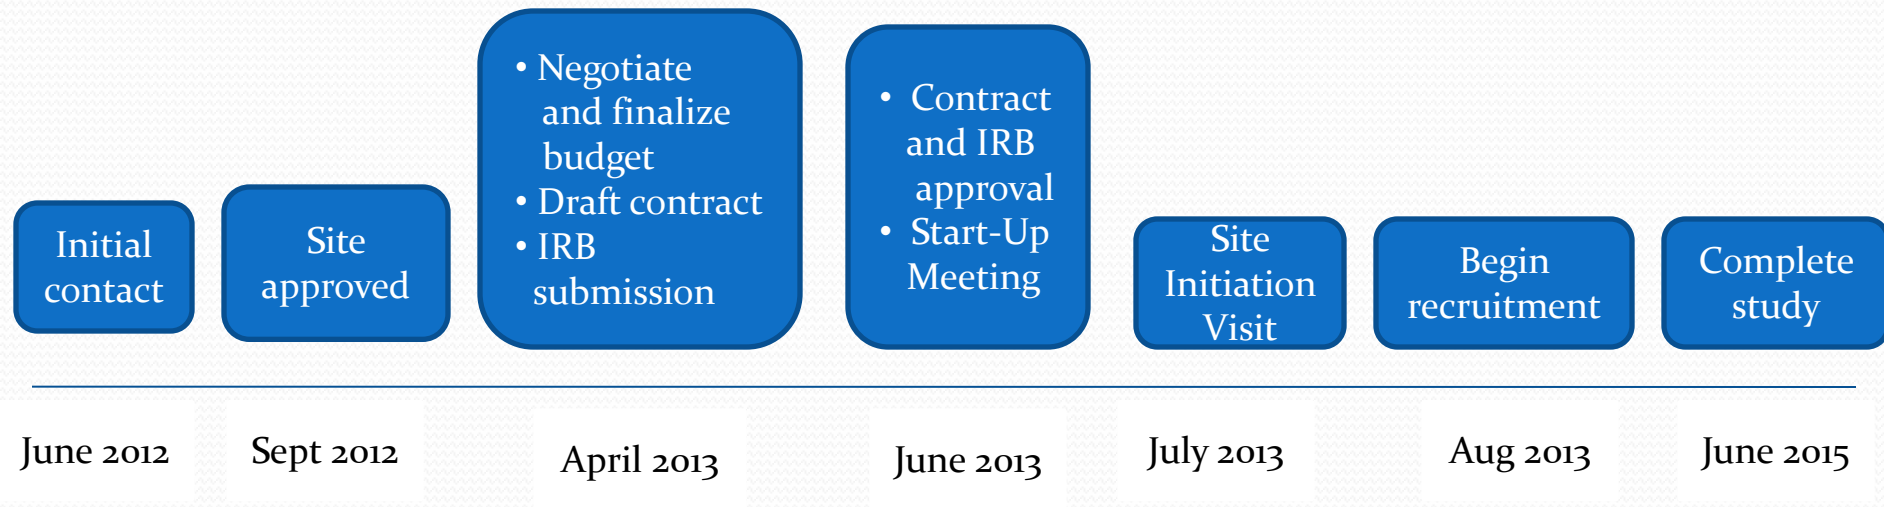 Initial
contact
Site
approved
• Negotiate
and finalize
budget
• Draft contract
• IRB
submission
• Contract
and IRB
approval
• Start-Up
Meeting
Site
Initiation
Visit
Begin
recruitment
Complete
study
June 2012
Sept 2012
April 2013
June 2013
July 2013
Aug 2013
June 2015